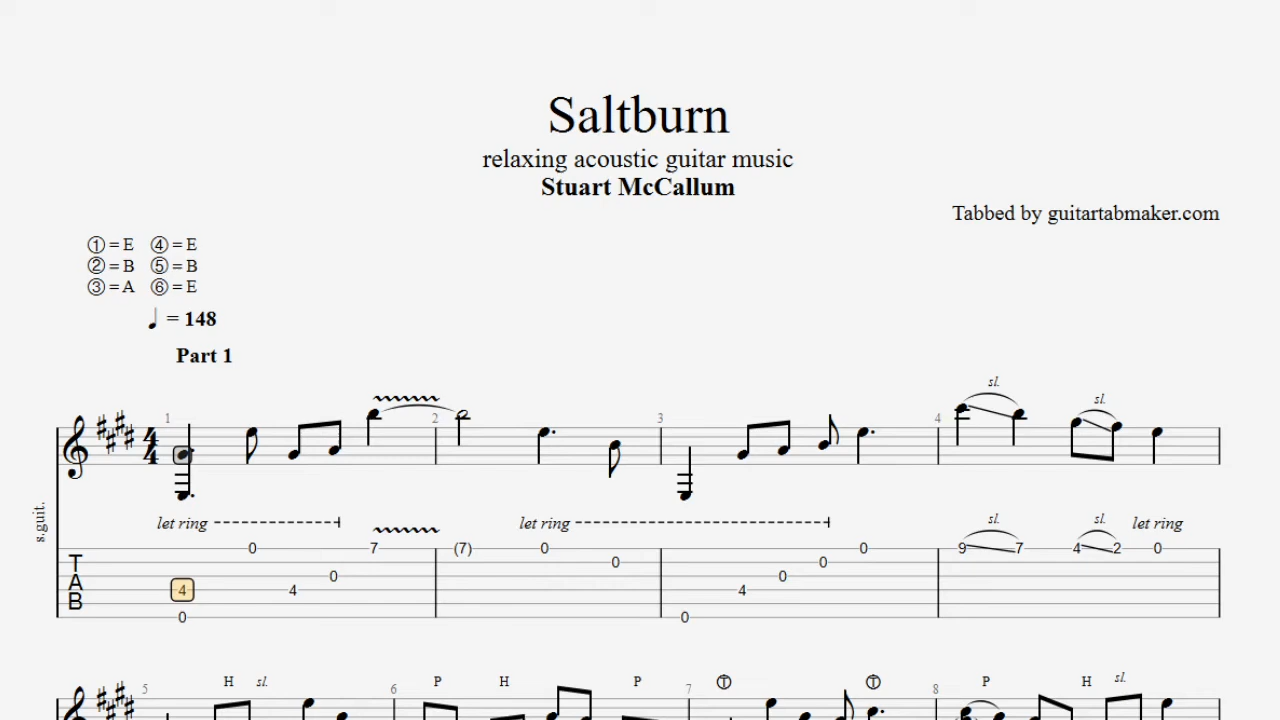 Saltburn
relaxing acoustic guitar music
Stuart McCallum
Tabbed by guitartabmaker.com
① = E ④ = E
② = B ⑤ = B
③ = A ⑥ = E
♩ = 148
Part 1
sl. sl.
1 2 3 4
4 4
s.guit.
let ring let ring
sl. sl. let ring
0 7 (7) 0 0 9 7 4 2 0
T 0 0
A 0 0
4 4 4
B
0 0
H sl. P H P T T P H sl.
5 6 7 8